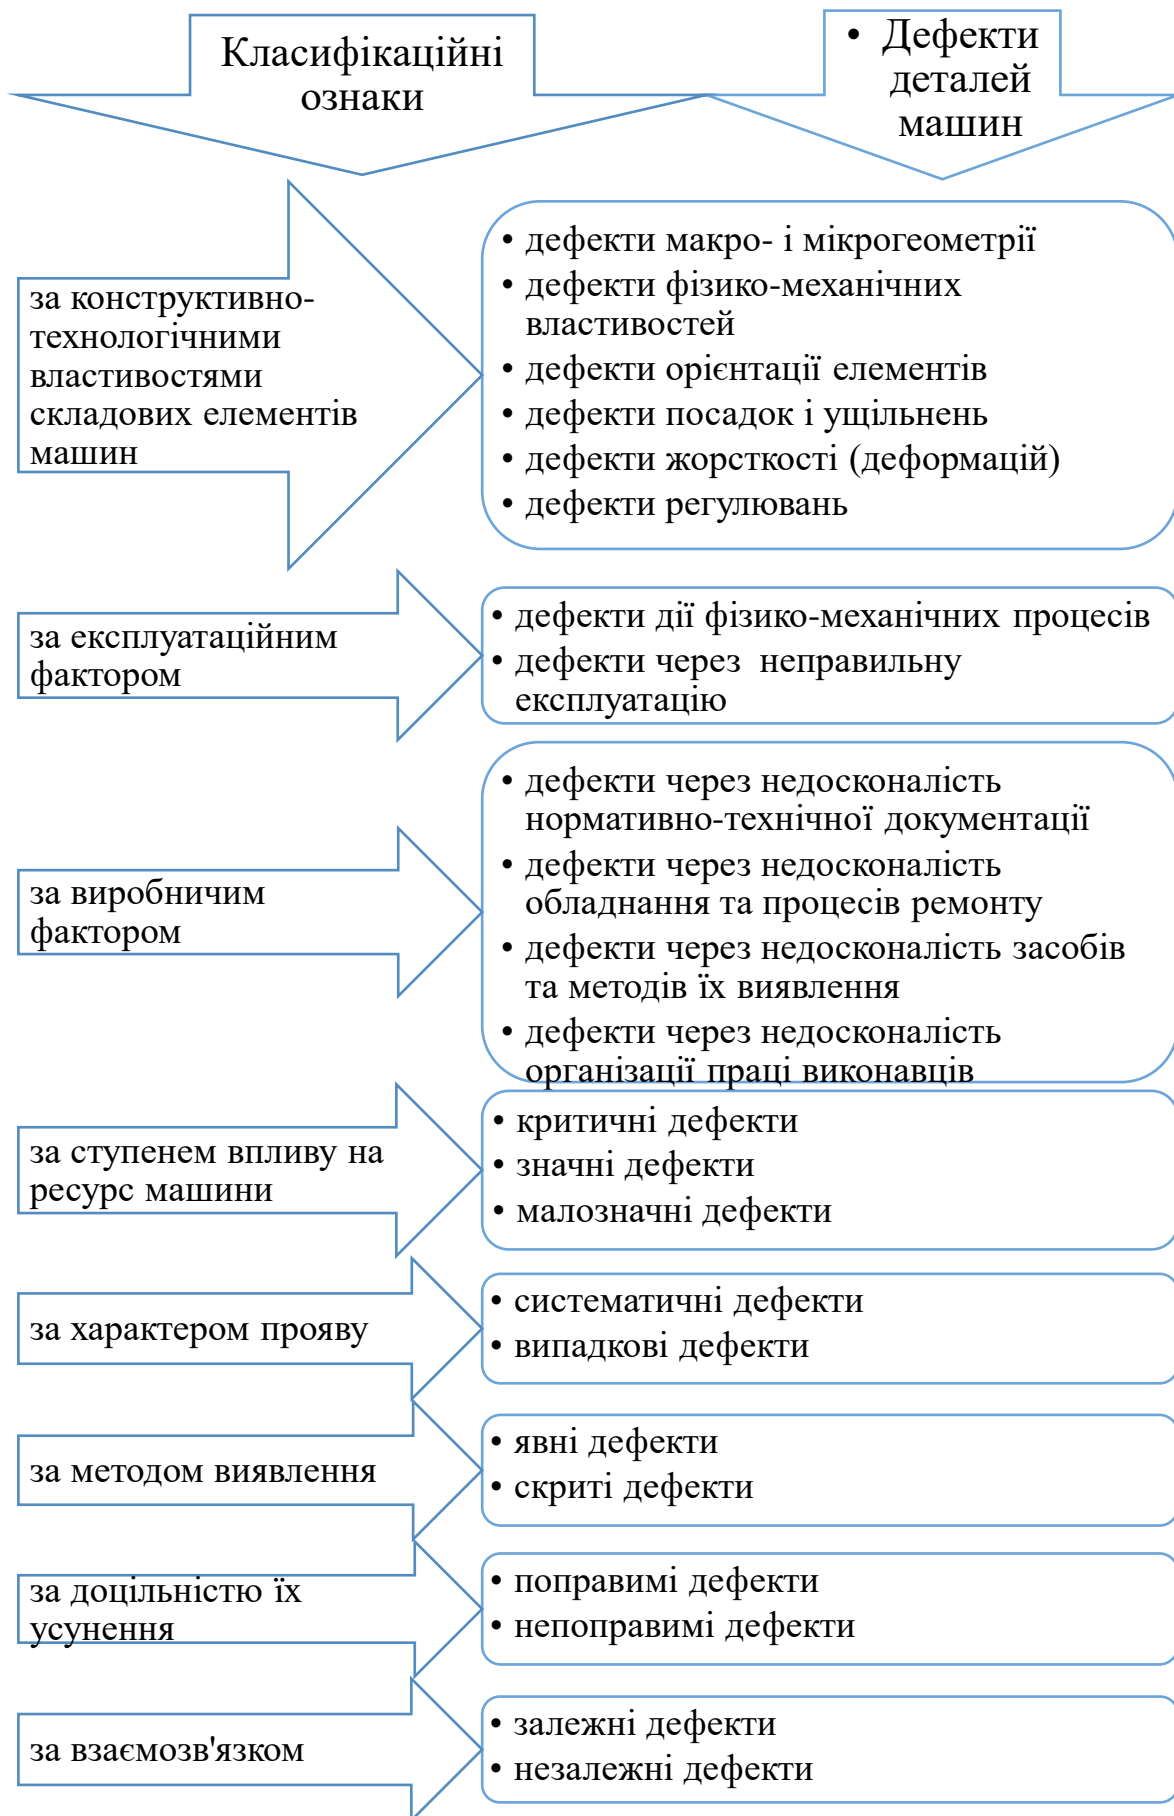 Класифікаційні
ознаки
• Дефекти
деталей
машин
за конструктивно-
технологічними
властивостями
складових елементів
машин
• дефекти макро- і мікрогеометрії
• дефекти фізико-механічних
властивостей
• дефекти орієнтації елементів
• дефекти посадок і ущільнень
• дефекти жорсткості (деформацій)
• дефекти регулювань
за експлуатаційним
фактором
• дефекти дії фізико-механічних процесів
• дефекти через неправильну
експлуатацію
за виробничим
фактором
• дефекти через недосконалість
нормативно-технічної документації
• дефекти через недосконалість
обладнання та процесів ремонту
• дефекти через недосконалість засобів
та методів їх виявлення
• дефекти через недосконалість
організації праці виконавців
за ступенем впливу на
ресурс машини
• критичні дефекти
• значні дефекти
• малозначні дефекти
за характером прояву
• систематичні дефекти
• випадкові дефекти
за методом виявлення
• явні дефекти
• скриті дефекти
за доцільністю їх
усунення
• поправимі дефекти
• непоправимі дефекти
за взаємозв'язком
• залежні дефекти
• незалежні дефекти